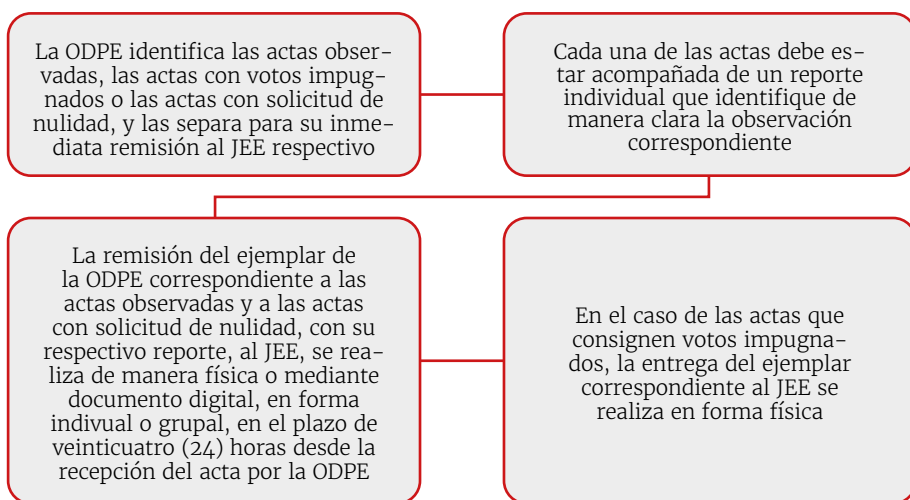 La ODPE identifica las actas obser-
vadas, las actas con votos impug-
nados o las actas con solicitud de
nulidad, y las separa para su inme-
diata remisión al JEE respectivo
Cada una de las actas debe es-
tar acompañada de un reporte
individual que identifique de
manera clara la observación
correspondiente
La remisión del ejemplar de
la ODPE correspondiente a las
actas observadas y a las actas
con solicitud de nulidad, con su
respectivo reporte, al JEE, se rea-
liza de manera física o mediante
documento digital, en forma
indivual o grupal, en el plazo de
veinticuatro (24) horas desde la
recepción del acta por la ODPE
En el caso de las actas que
consignen votos impugna-
dos, la entrega del ejemplar
correspondiente al JEE se
realiza en forma física